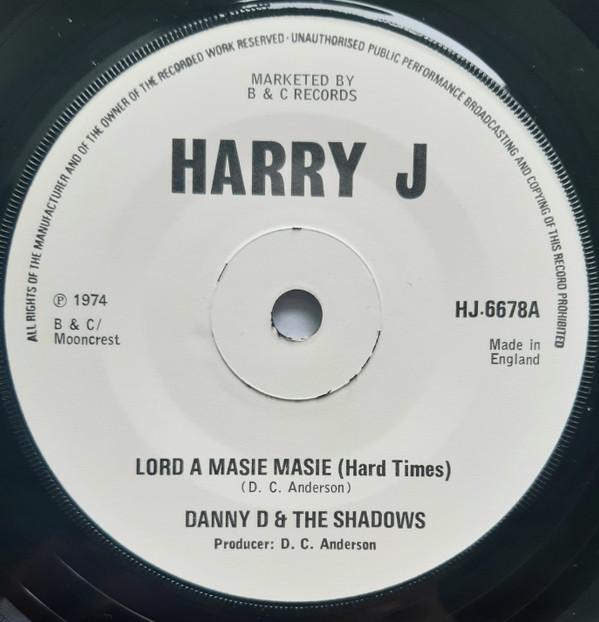 ALL RIGHTS OF THE MANUFACTURER AND OF THE OWNER OF THE RECORDED WORK RESERVED · UNAUTHORISED PUBLIC PERFORMANCE BROADCASTING AND COPYING OF THIS RECORD PROHIBITED
MARKETED BY
B & C RECORDS
HARRY J
℗ 1974
B & C/
Mooncrest
HJ.6678A
Made in
England
LORD A MASIE MASIE (Hard Times)
(D. C. Anderson)
DANNY D & THE SHADOWS
Producer: D. C. Anderson